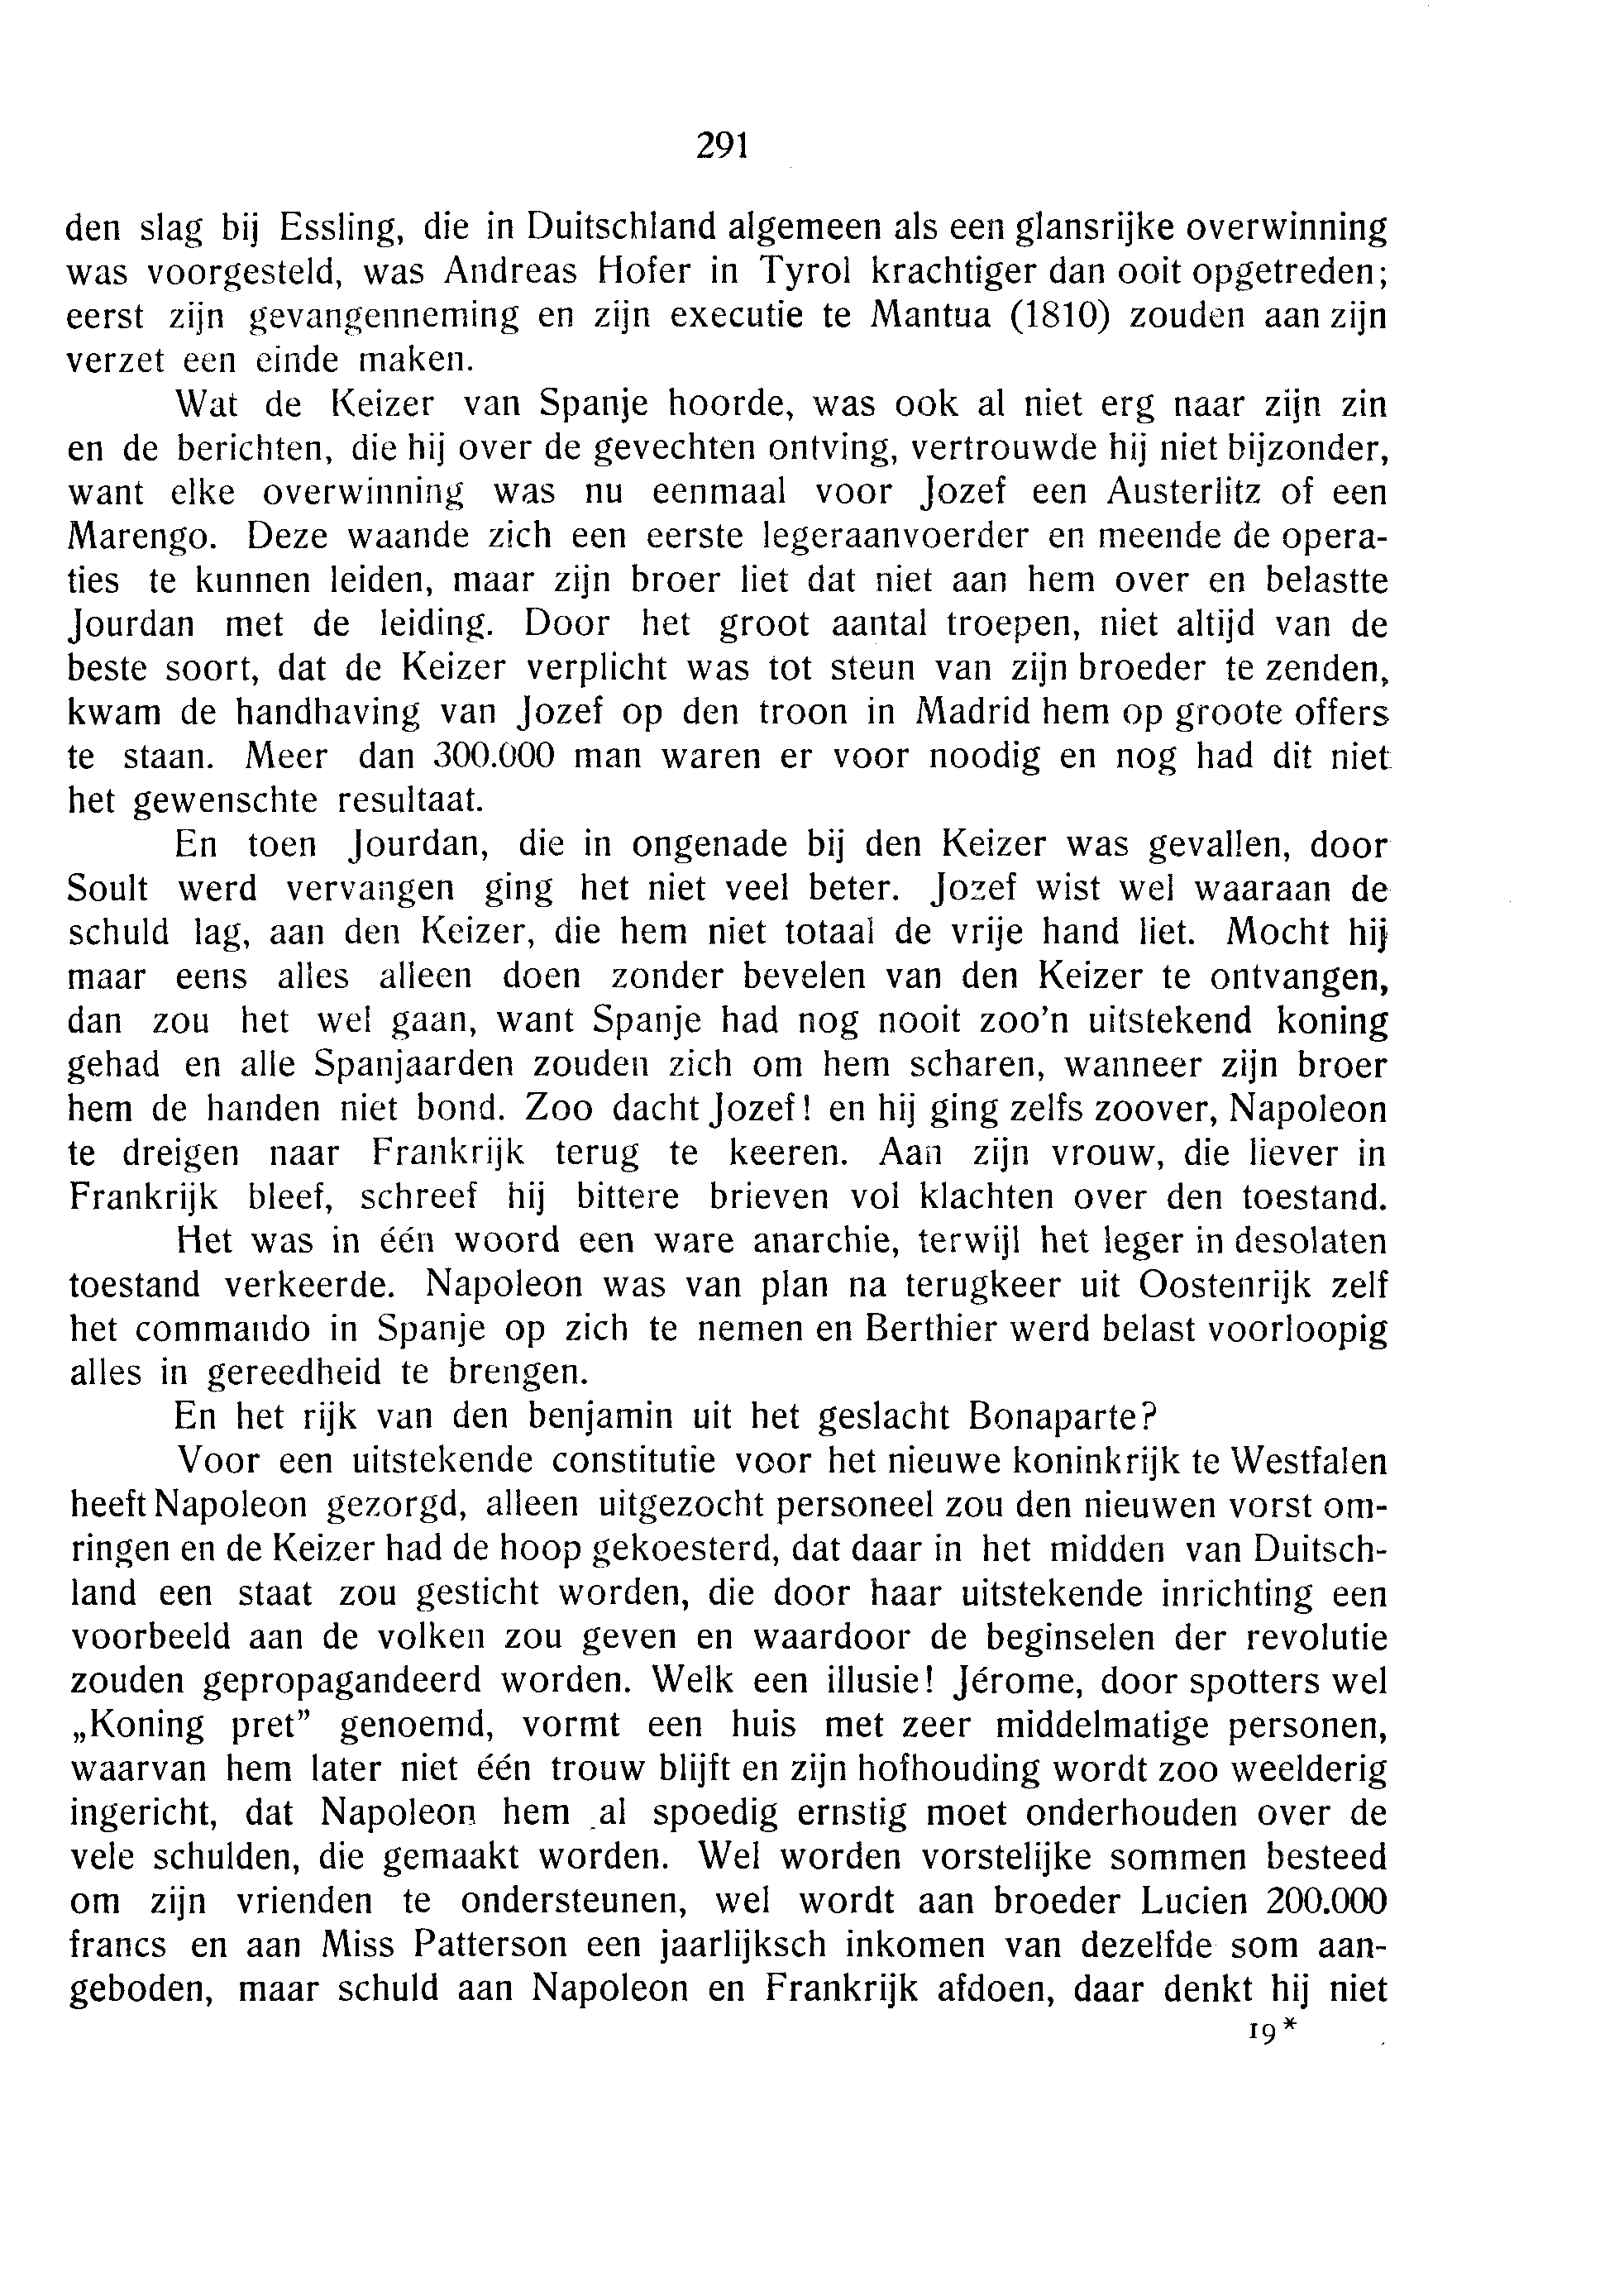 291
den slag bij Essling, die in Duitschland algemeen als een glansrijke overwinning
was voorgesteld, was Andreas Hofer in Tyrol krachtiger dan ooit opgetreden;
eerst zijn gevangenneming en zijn executie te Mantua (1810) zouden aan zijn
verzet een einde maken.
Wat de Keizer van Spanje hoorde, was ook al niet erg naar zijn zin
en de berichten, die hij over de gevechten ontving, vertrouwde hij niet bijzonder,
want elke overwinning was nu eenmaal voor Jozef een Austerlitz of een
Marengo. Deze waande zich een eerste legeraanvoerder en meende de opera-
ties te kunnen leiden, maar zijn broer liet dat niet aan hem over en belastte
Jourdan met de leiding. Door het groot aantal troepen, niet altijd van de
beste soort, dat de Keizer verplicht was tot steun van zijn broeder te zenden,
kwam de handhaving van Jozef op den troon in Madrid hem op groote offers
te staan. Meer dan 300.000 man waren er voor noodig en nog had dit niet
het gewenschte resultaat.
En toen Jourdan, die in ongenade bij den Keizer was gevallen, door
Soult werd vervangen ging het niet veel beter. Jozef wist wel waaraan de
schuld lag, aan den Keizer, die hem niet totaal de vrije hand liet. Mocht hij
maar eens alles alleen doen zonder bevelen van den Keizer te ontvangen,
dan zou het wel gaan, want Spanje had nog nooit zoo'n uitstekend koning
gehad en alle Spanjaarden zouden zich om hem scharen, wanneer zijn broer
hem de handen niet bond. Zoo dacht Jozef! en hij ging zelfs zoover, Napoleon
te dreigen naar Frankrijk terug te keeren. Aan zijn vrouw, die liever in
Frankrijk bleef, schreef hij bittere brieven vol klachten over den toestand.
Het was in één woord een ware anarchie, terwijl het leger in desolaten
toestand verkeerde. Napoleon was van plan na terugkeer uit Oostenrijk zelf
het commando in Spanje op zich te nemen en Berthier werd belast voorloopig
alles in gereedheid te brengen.
En het rijk van den benjamin uit het geslacht Bonaparte?
Voor een uitstekende constitutie voor het nieuwe koninkrijk te Westfalen
heeft Napoleon gezorgd, alleen uitgezocht personeel zou den nieuwen vorst om-
ringen en de Keizer had de hoop gekoesterd, dat daar in het midden van Duitsch-
land een staat zou gesticht worden, die door haar uitstekende inrichting een
voorbeeld aan de volken zou geven en waardoor de beginselen der revolutie
zouden gepropagandeerd worden. Welk een illusie! Jérome, door spotters wel
„Koning pret” genoemd, vormt een huis met zeer middelmatige personen,
waarvan hem later niet één trouw blijft en zijn hofhouding wordt zoo weelderig
ingericht, dat Napoleon hem al spoedig ernstig moet onderhouden over de
vele schulden, die gemaakt worden. Wel worden vorstelijke sommen besteed
om zijn vrienden te ondersteunen, wel wordt aan broeder Lucien 200.000
francs en aan Miss Patterson een jaarlijksch inkomen van dezelfde som aan-
geboden, maar schuld aan Napoleon en Frankrijk afdoen, daar denkt hij niet
19*